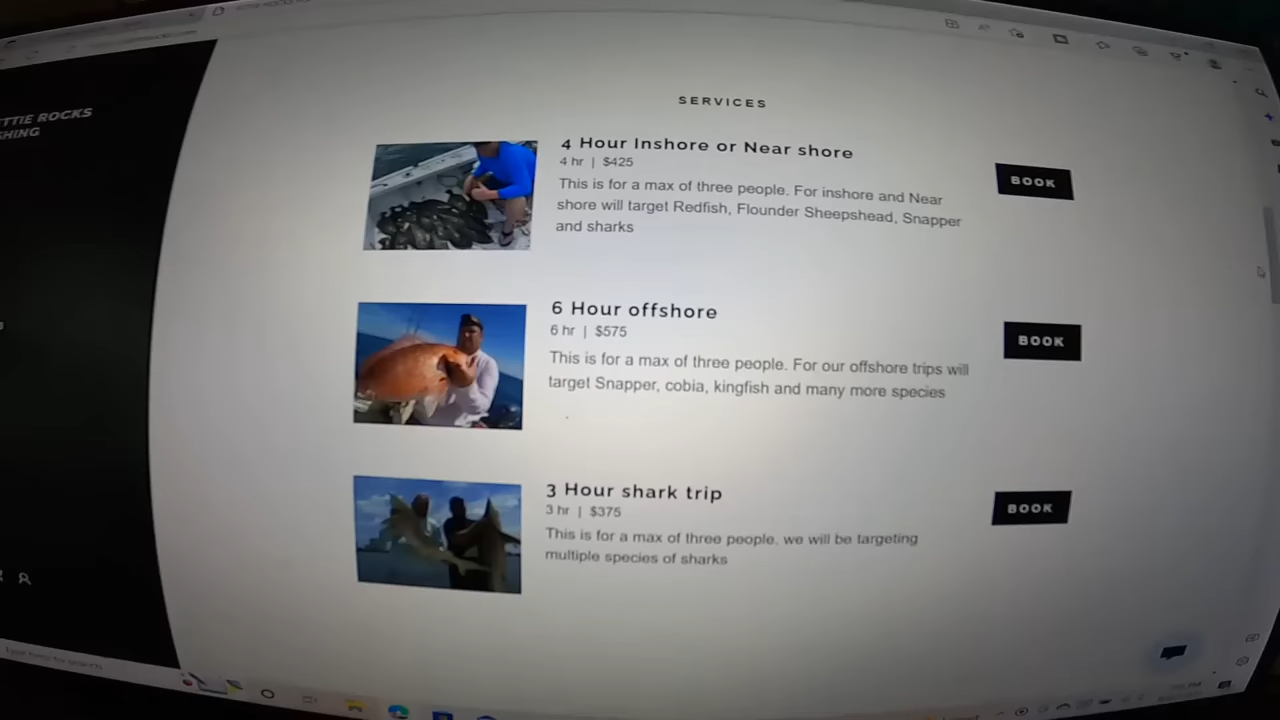 TTIE ROCKS
SHING
SERVICES
4 Hour Inshore or Near shore
4 hr | $425
This is for a max of three people. For inshore and Near
shore will target Redfish, Flounder Sheepshead, Snapper
and sharks
BOOK
6 Hour offshore
6 hr | $575
This is for a max of three people. For our offshore trips will
target Snapper, cobia, kingfish and many more species
.
BOOK
3 Hour shark trip
3 hr | $375
This is for a max of three people. we will be targeting
multiple species of sharks
BOOK
Type here to search